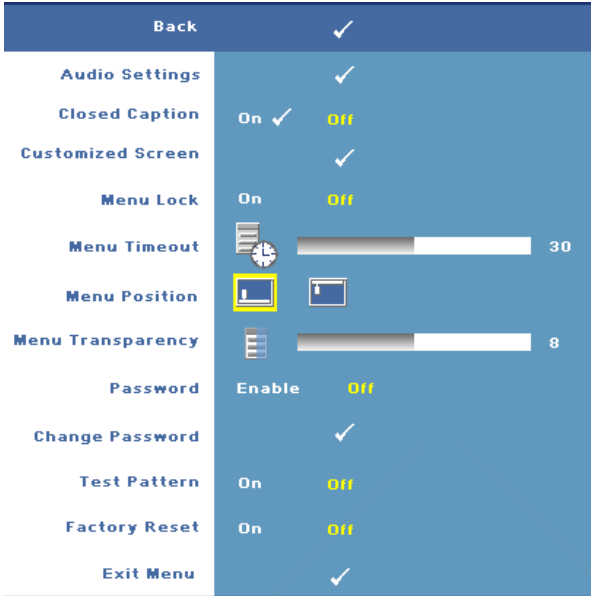 Back
Audio Settings
Closed Caption On Off
Customized Screen
Menu Lock On Off
Menu Timeout 30
Menu Position
Menu Transparency 8
Password Enable Off
Change Password
Test Pattern On Off
Factory Reset On Off
Exit Menu